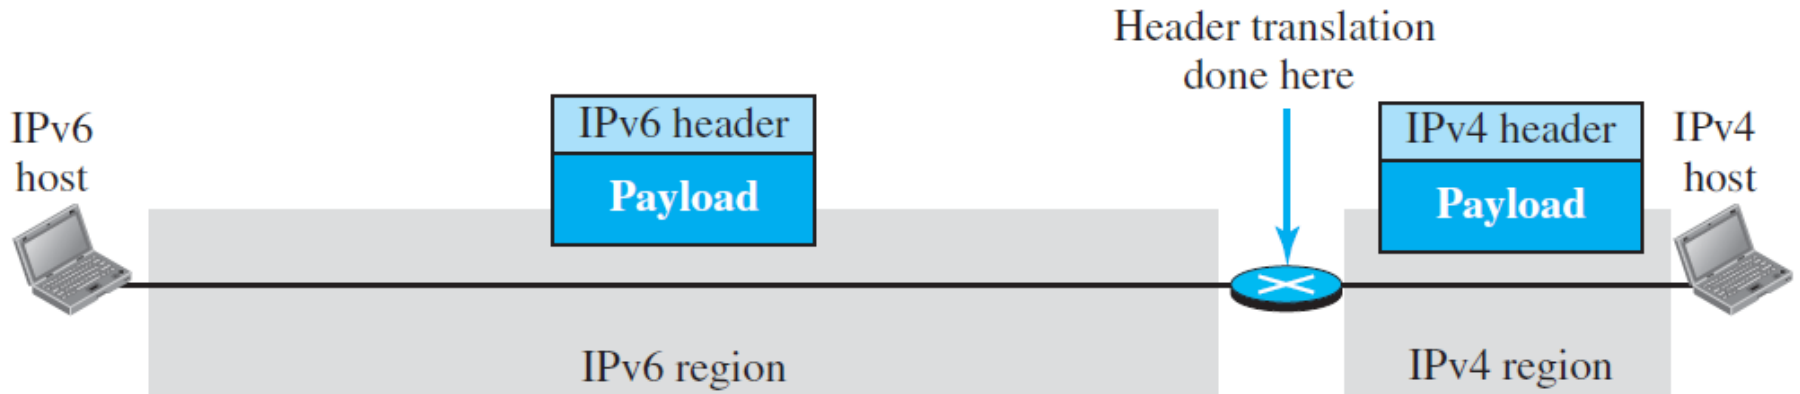 Header translation
done here
IPv6
host
IPv6 header
Payload
IPv4 header
Payload
IPv4
host
IPv6 region
IPv4 region